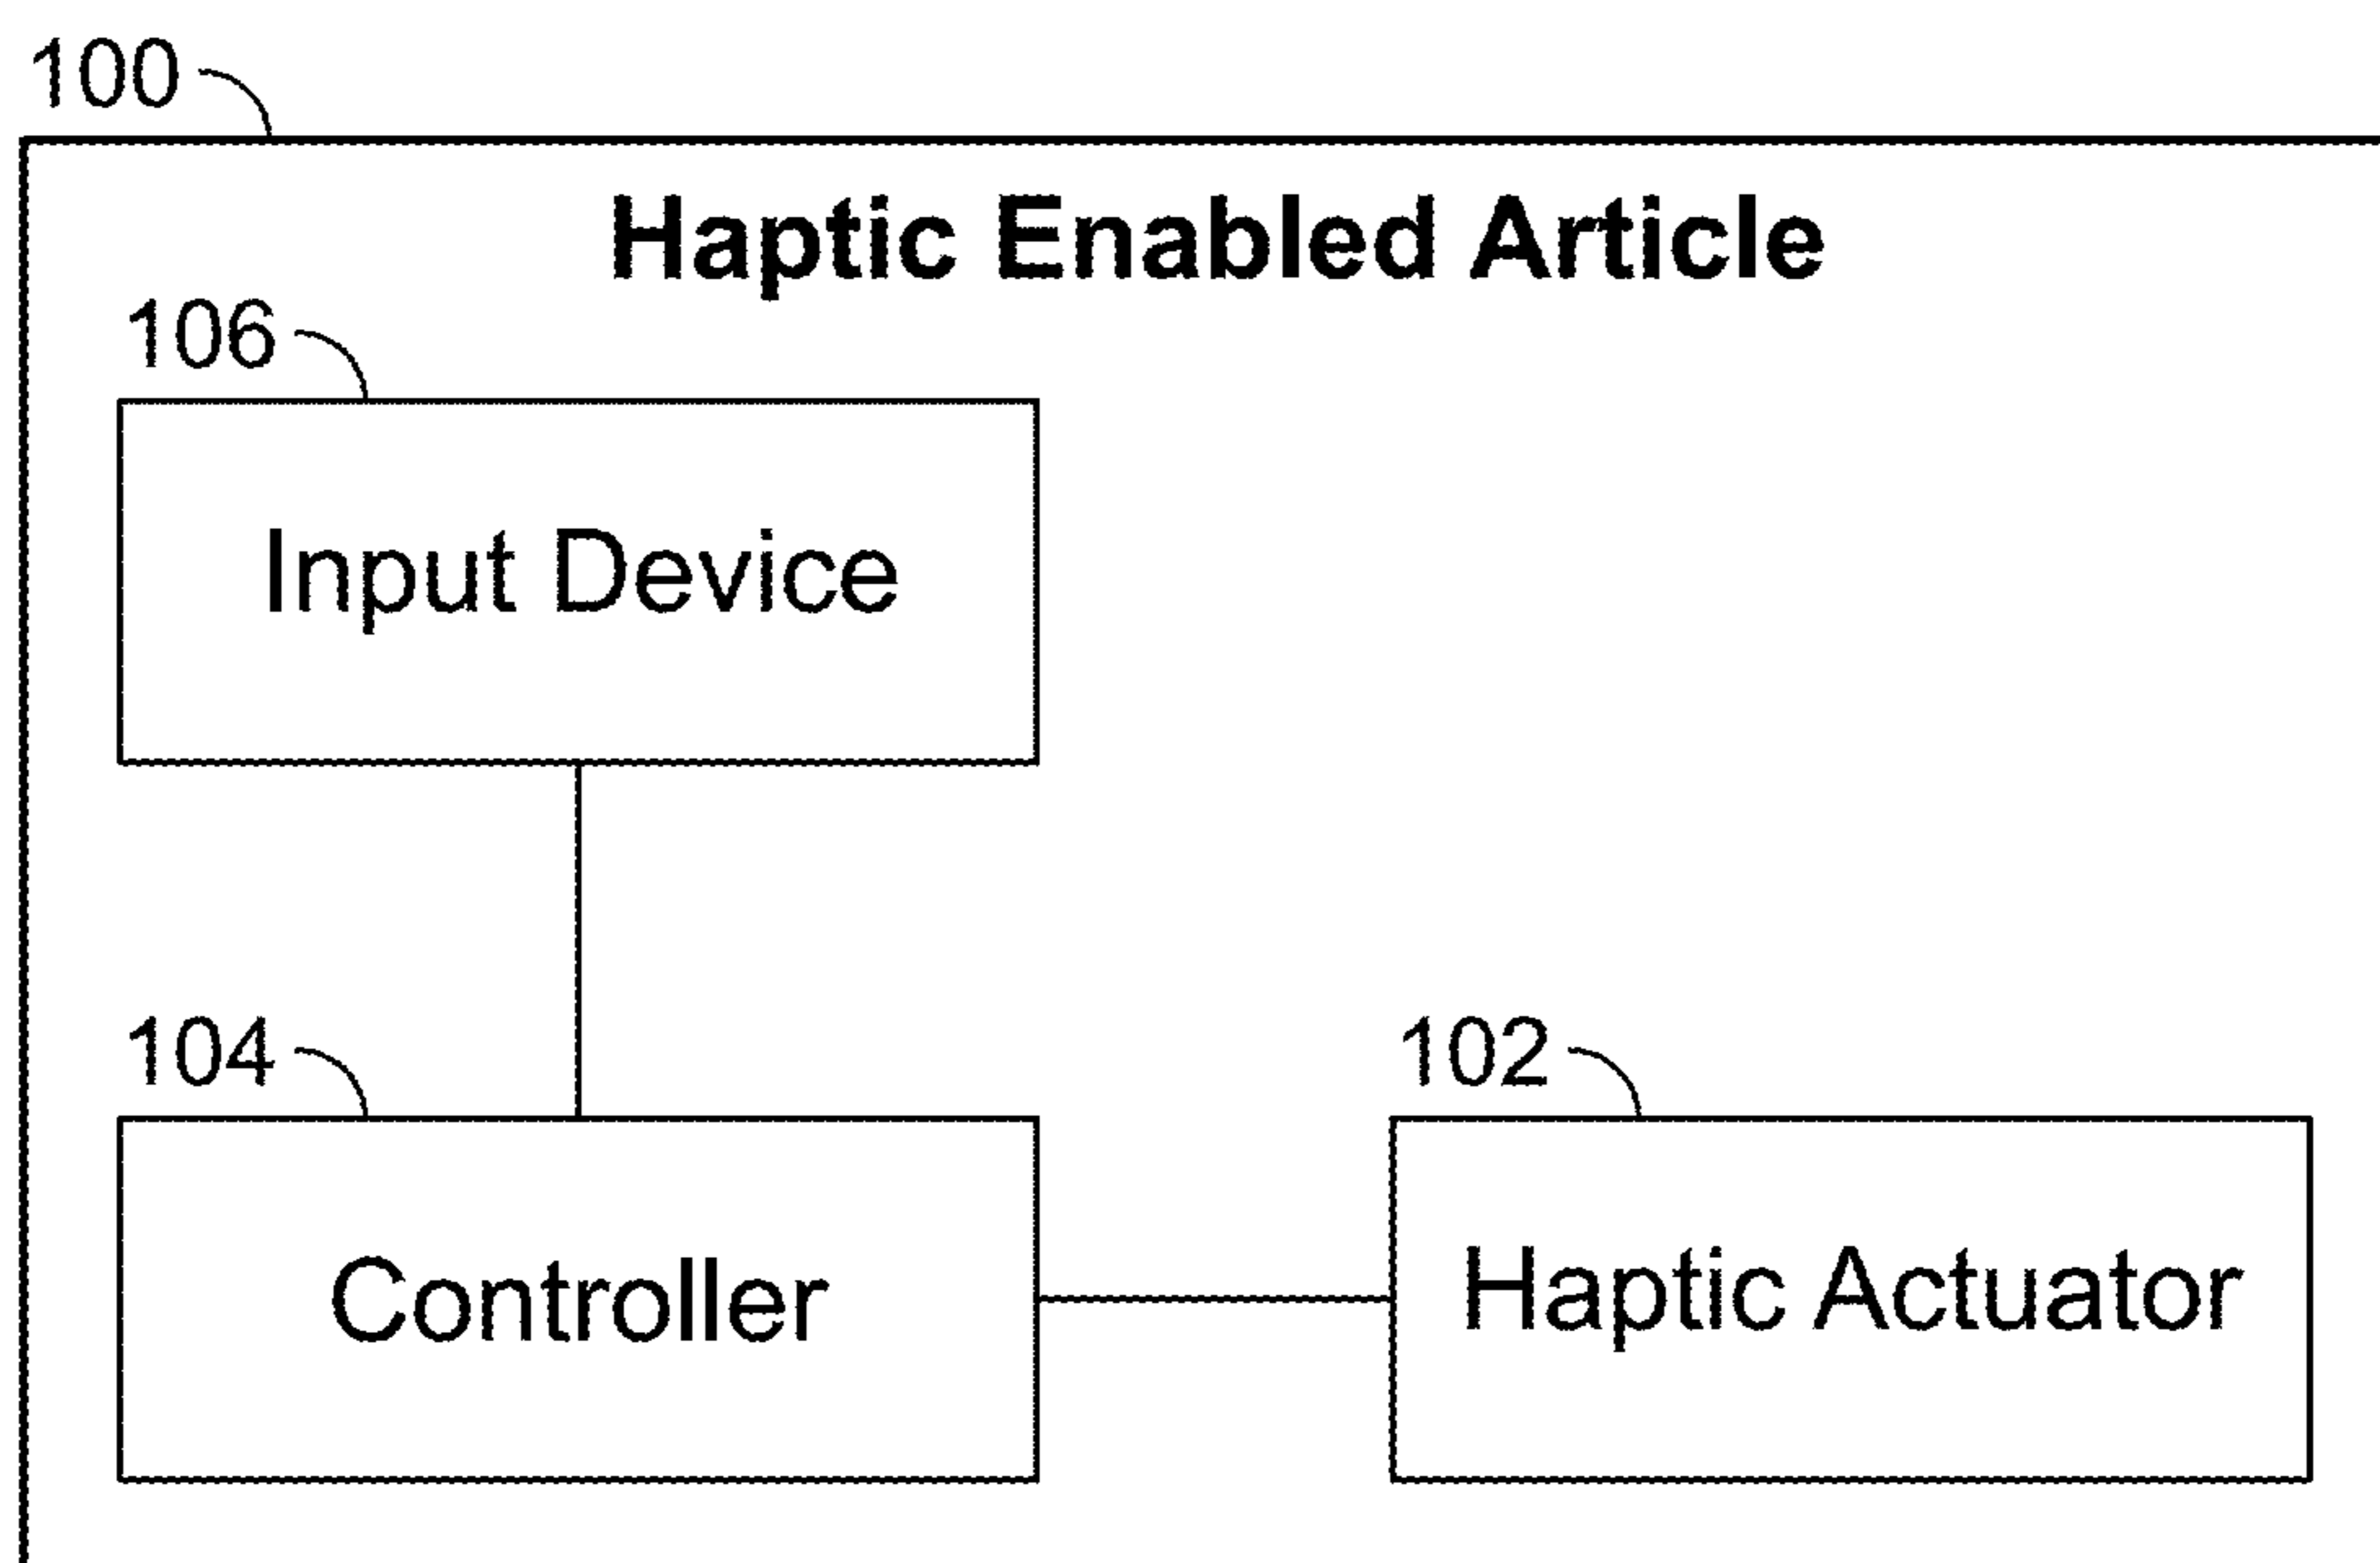 100
Haptic Enabled Article
106
Input Device
104
102
Controller
Haptic Actuator